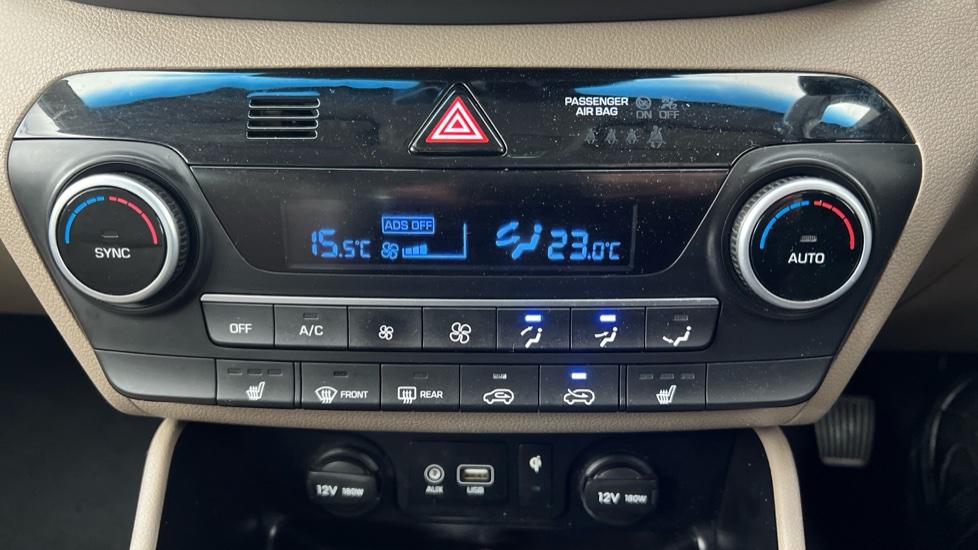 PASSENGER
AIR BAG ON OFF
ADS OFF
15.5°C 23.0°C
SYNC
AUTO
OFF A/C
FRONT REAR
12V 180W AUX USB 12V 180W